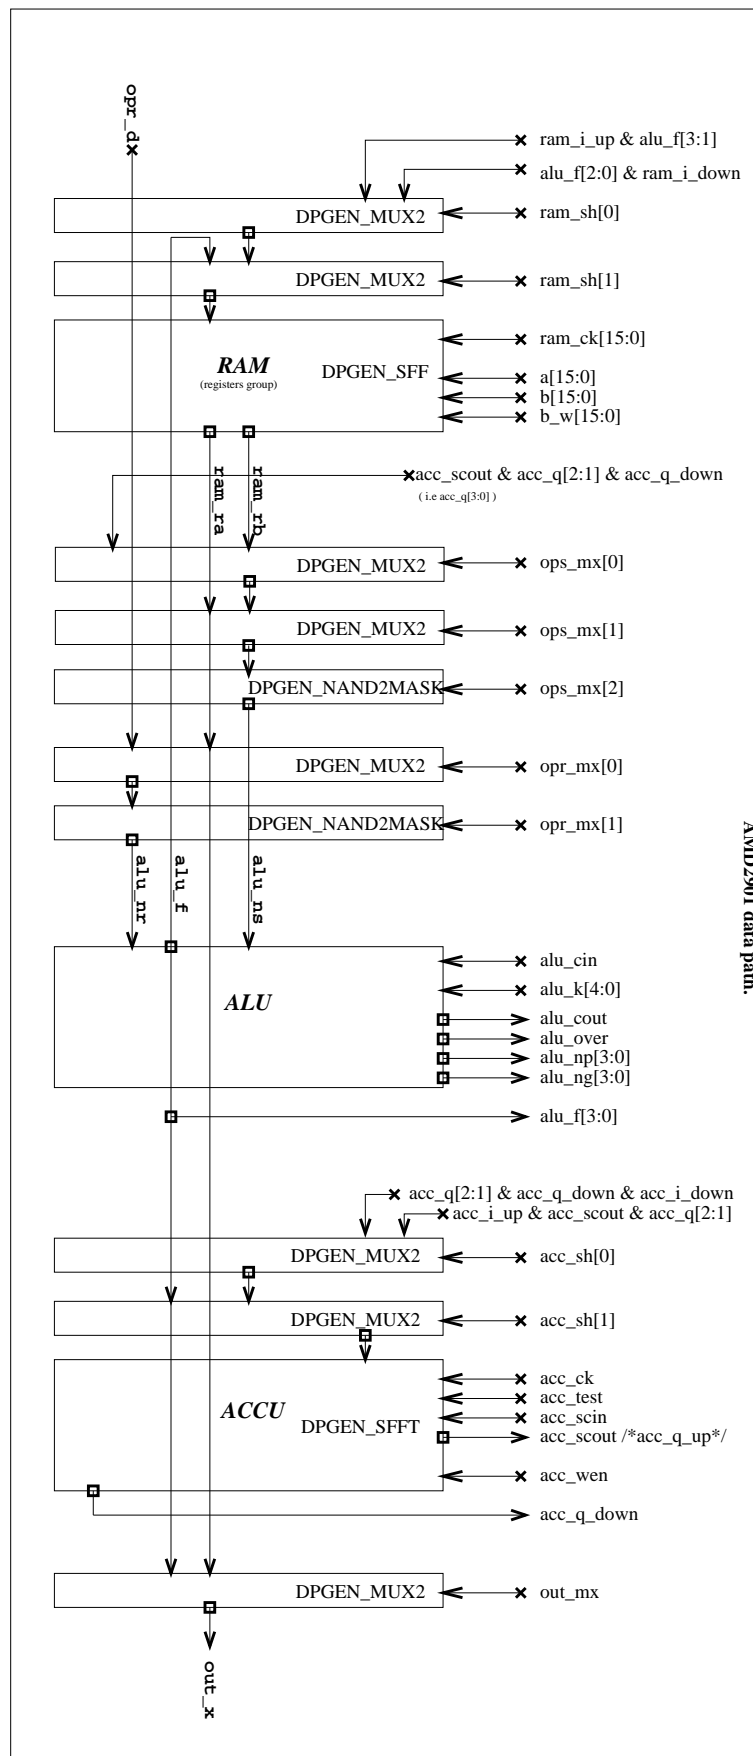 opr_d
ram_i_up & alu_f[3:1]
alu_f[2:0] & ram_i_down
DPGEN_MUX2
ram_sh[0]
DPGEN_MUX2
ram_sh[1]
RAM
(registers group)
DPGEN_SFF
ram_ck[15:0]
a[15:0]
b[15:0]
b_w[15:0]
ram_ra
ram_rb
acc_scout & acc_q[2:1] & acc_q_down
( i.e acc_q[3:0] )
DPGEN_MUX2
ops_mx[0]
DPGEN_MUX2
ops_mx[1]
DPGEN_NAND2MASK
ops_mx[2]
DPGEN_MUX2
opr_mx[0]
DPGEN_NAND2MASK
opr_mx[1]
AMD2901 data path.
alu_nr
alu_f
alu_ns
ALU
alu_cin
alu_k[4:0]
alu_cout
alu_over
alu_np[3:0]
alu_ng[3:0]
alu_f[3:0]
acc_q[2:1] & acc_q_down & acc_i_down
acc_i_up & acc_scout & acc_q[2:1]
DPGEN_MUX2
acc_sh[0]
DPGEN_MUX2
acc_sh[1]
ACCU
DPGEN_SFFT
acc_ck
acc_test
acc_scin
acc_scout /*acc_q_up*/
acc_wen
acc_q_down
DPGEN_MUX2
out_mx
out_x